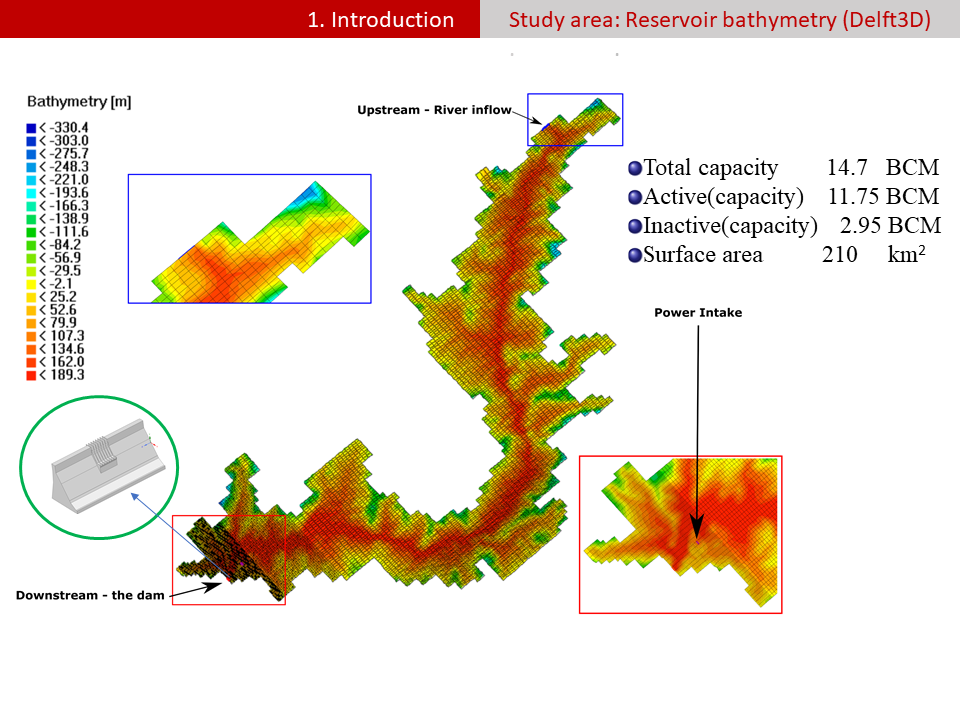 1. Introduction
Study area: Reservoir bathymetry (Delft3D)
Bathymetry [m]
< -330.4
< -303.0
< -275.7
< -248.3
< -221.0
< -193.6
< -166.3
< -138.9
< -111.6
< -84.2
< -56.9
< -29.5
< -2.1
< 25.2
< 52.6
< 79.9
< 107.3
< 134.6
< 162.0
< 189.3
Upstream - River inflow
Total capacity 14.7 BCM
Active(capacity) 11.75 BCM
Inactive(capacity) 2.95 BCM
Surface area 210 km²
Power Intake
Downstream - the dam